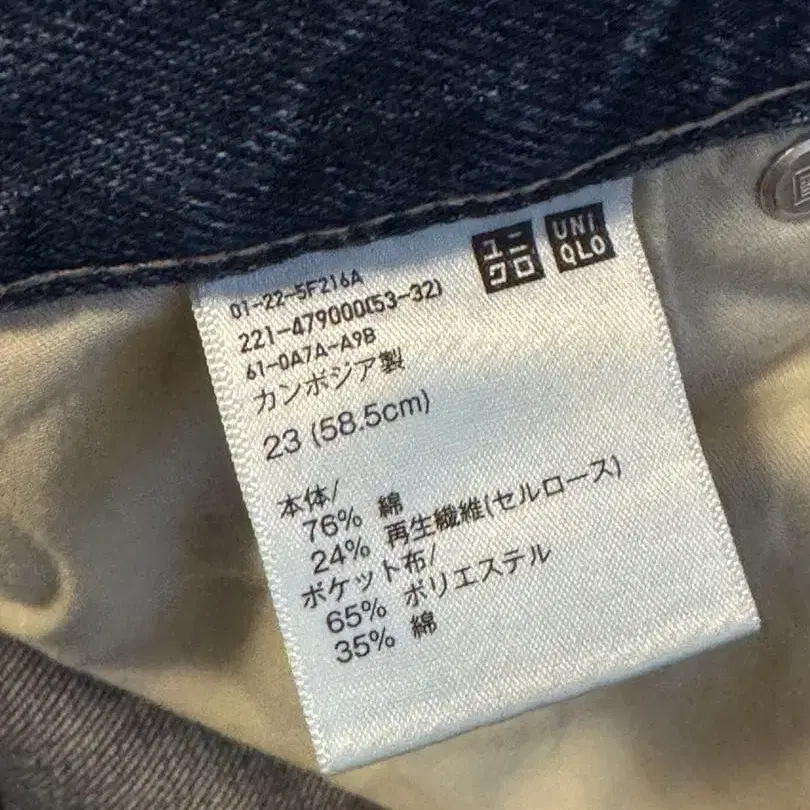 ユニ
クロ
UNI
QLO
01-22-5F216A
221-479000(53-32)
61-0A7A-A9B
カンボジア製
23 (58.5cm)
本体/
76% 綿
24% 再生繊維(セルロース)
ポケット布/
65% ポリエステル
35% 綿